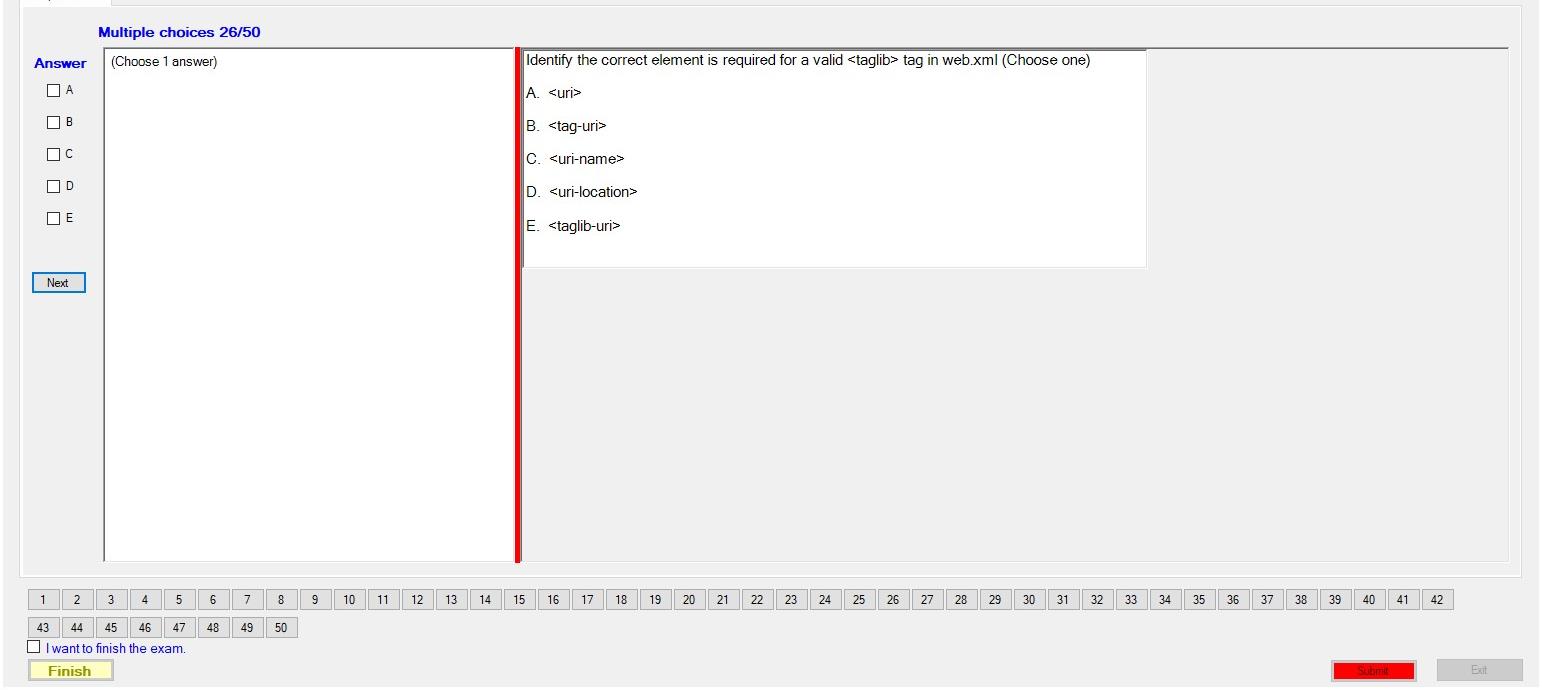 Multiple choices 26/50
Answer
(Choose 1 answer)
A
B
C
D
E
Next
Identify the correct element is required for a valid <taglib> tag in web.xml (Choose one)
A. <uri>
B. <tag-uri>
C. <uri-name>
D. <uri-location>
E. <taglib-uri>
1 2 3 4 5 6 7 8 9 10 11 12 13 14 15 16 17 18 19 20 21 22 23 24 25 26 27 28 29 30 31 32 33 34 35 36 37 38 39 40 41 42
43 44 45 46 47 48 49 50
I want to finish the exam.
Finish
Submit
Exit